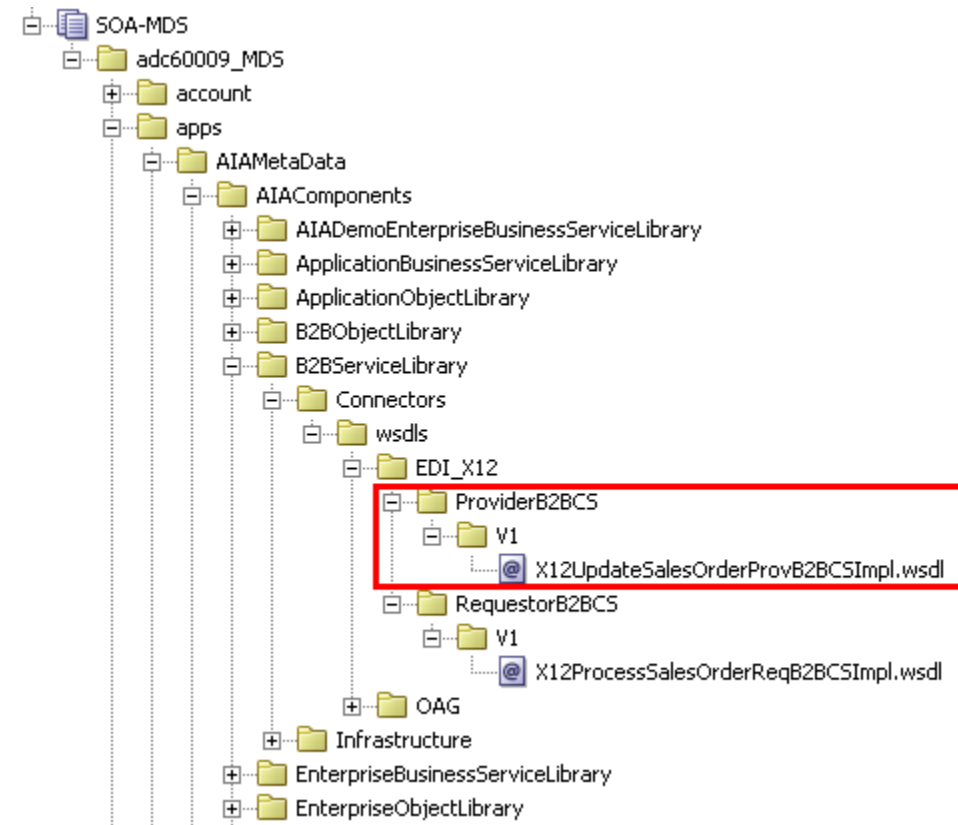 SOA-MDS
adc60009_MDS
account
apps
AIAMetaData
AIAComponents
AIADemoEnterpriseBusinessServiceLibrary
ApplicationBusinessServiceLibrary
ApplicationObjectLibrary
B2BObjectLibrary
B2BServiceLibrary
Connectors
wsdls
EDI_X12
ProviderB2BCS
V1
X12UpdateSalesOrderProvB2BCSImpl.wsdl
RequestorB2BCS
V1
X12ProcessSalesOrderReqB2BCSImpl.wsdl
OAG
Infrastructure
EnterpriseBusinessServiceLibrary
EnterpriseObjectLibrary